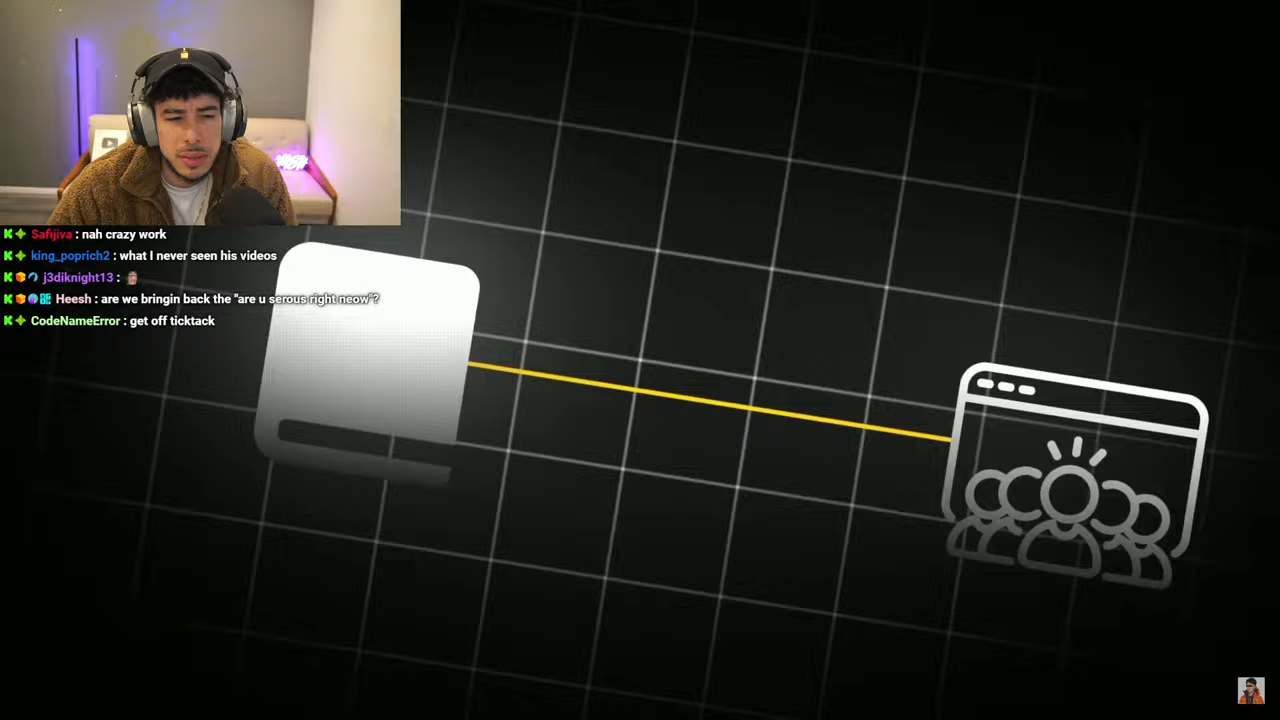 Safijiva : nah crazy work
king_poprich2 : what I never seen his videos
j3diknight13 :
Heesh : are we bringin back the "are u serous right neow"?
CodeNameError : get off ticktack